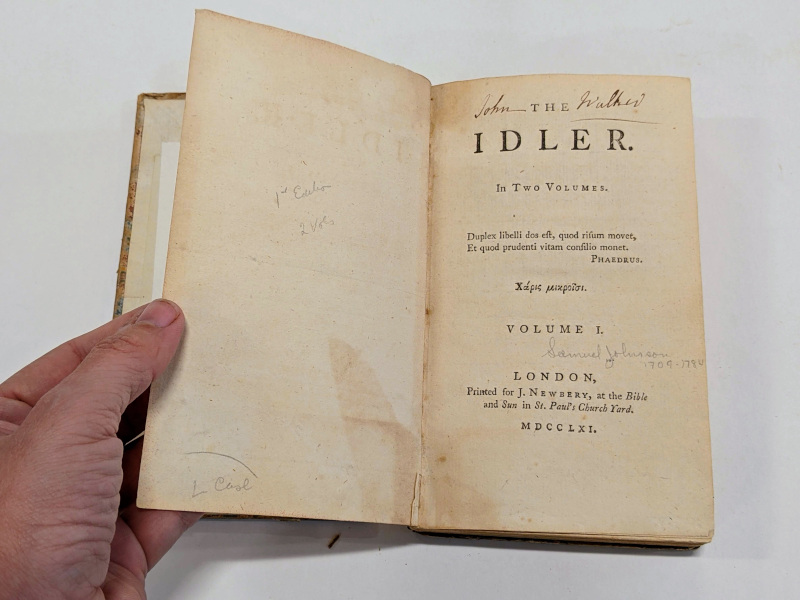 1st Edition
2 Vols
L Case
John THE Walker
IDLER.
In TWO VOLUMES.
Duplex libelli dos eſt, quod riſum movet,
Et quod prudenti vitam conſilio monet.
PHAEDRUS.
Χάρις μικροῖσι.
VOLUME I.
Samuel Johnson
1709-1784
LONDON,
Printed for J. NEWBERY, at the Bible
and Sun in St. Paul's Church Yard.
MDCCLXI.